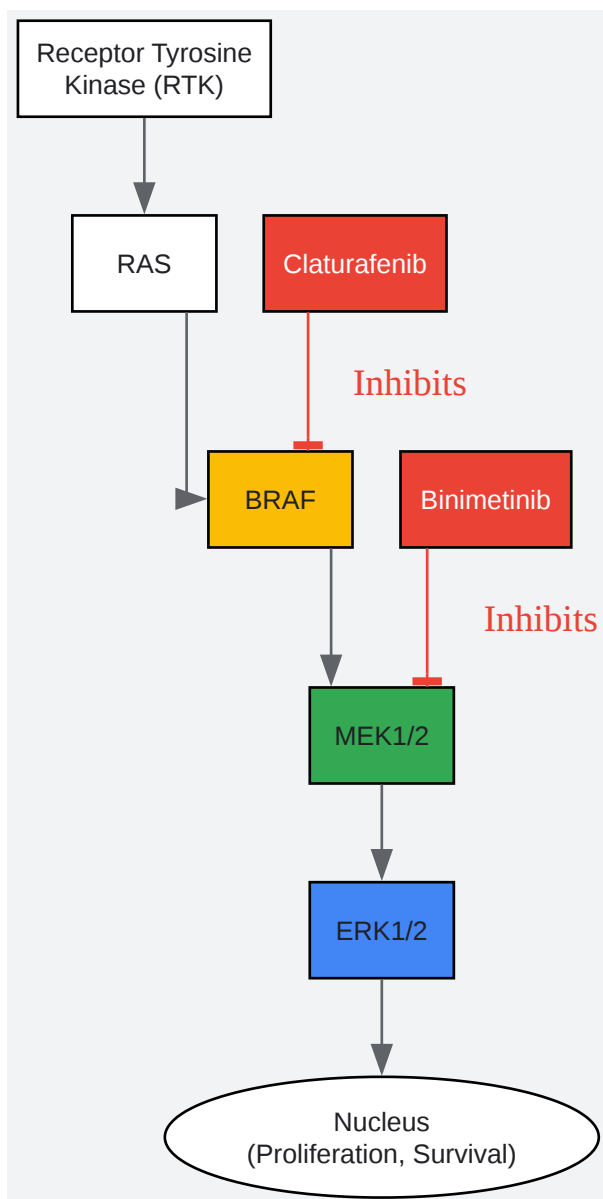 Receptor Tyrosine
Kinase (RTK)
RAS
Claturafenib
Inhibits
BRAF
Binimetinib
Inhibits
MEK1/2
ERK1/2
Nucleus
(Proliferation, Survival)